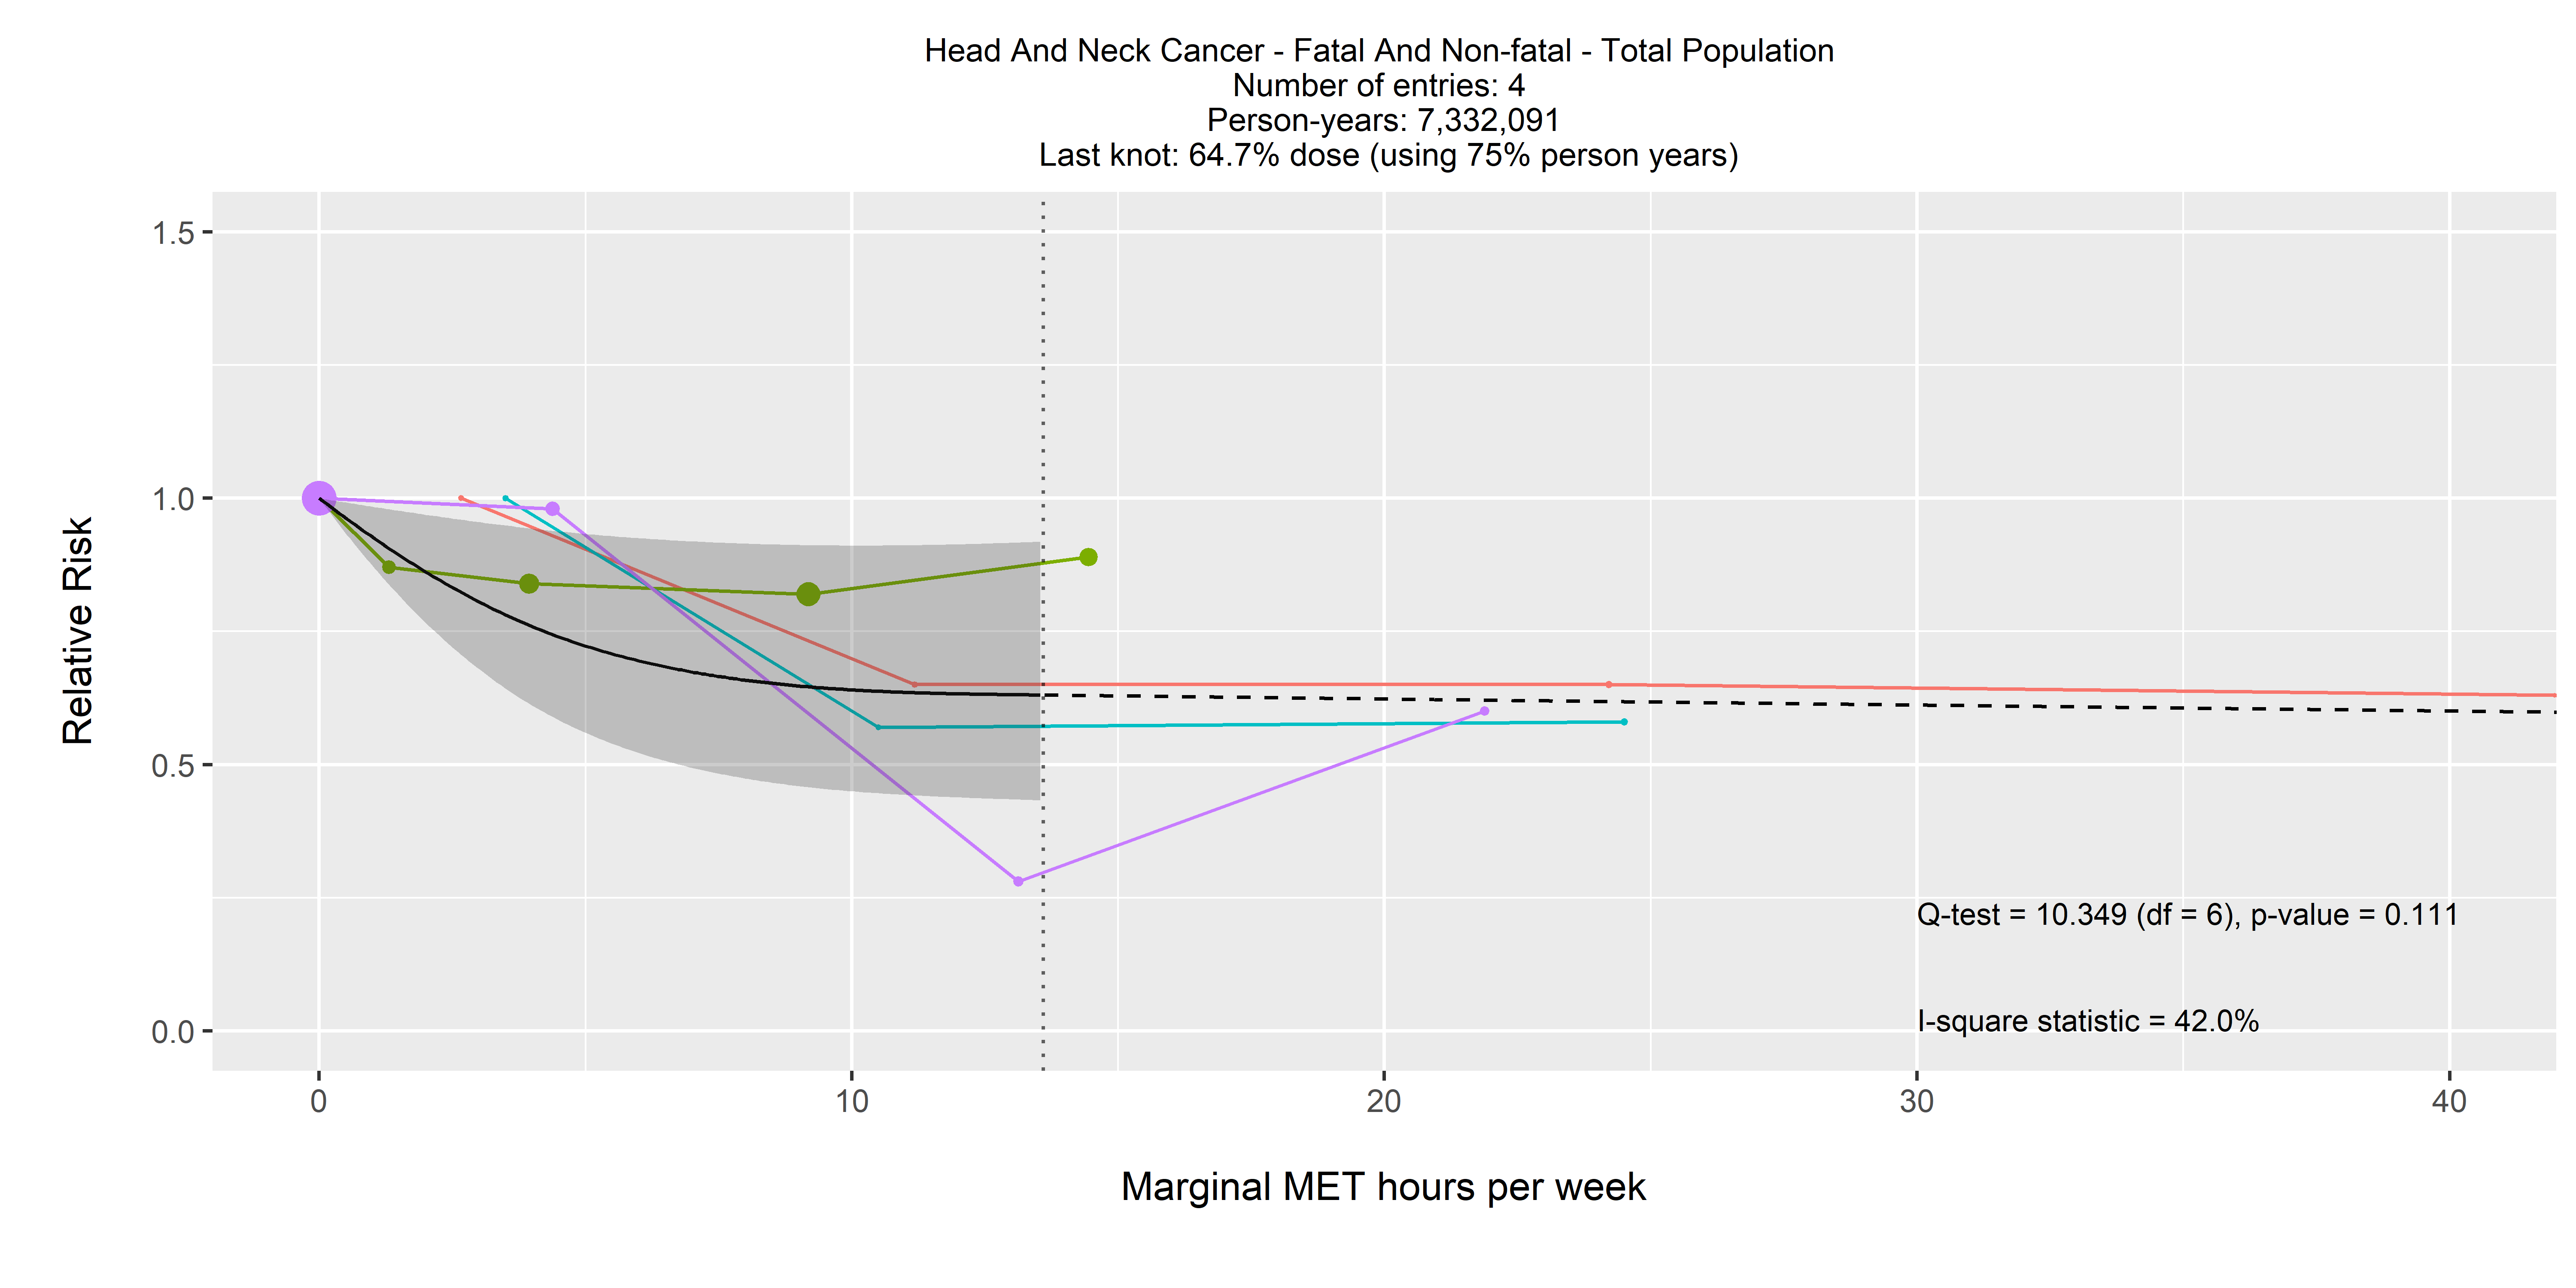 Head And Neck Cancer - Fatal And Non-fatal - Total Population
Number of entries: 4
Person-years: 7,332,091
Last knot: 64.7% dose (using 75% person years)
1.5
1.0
0.5
0.0
Relative Risk
Q-test = 10.349 (df = 6), p-value = 0.111
I-square statistic = 42.0%
0 10 20 30 40
Marginal MET hours per week